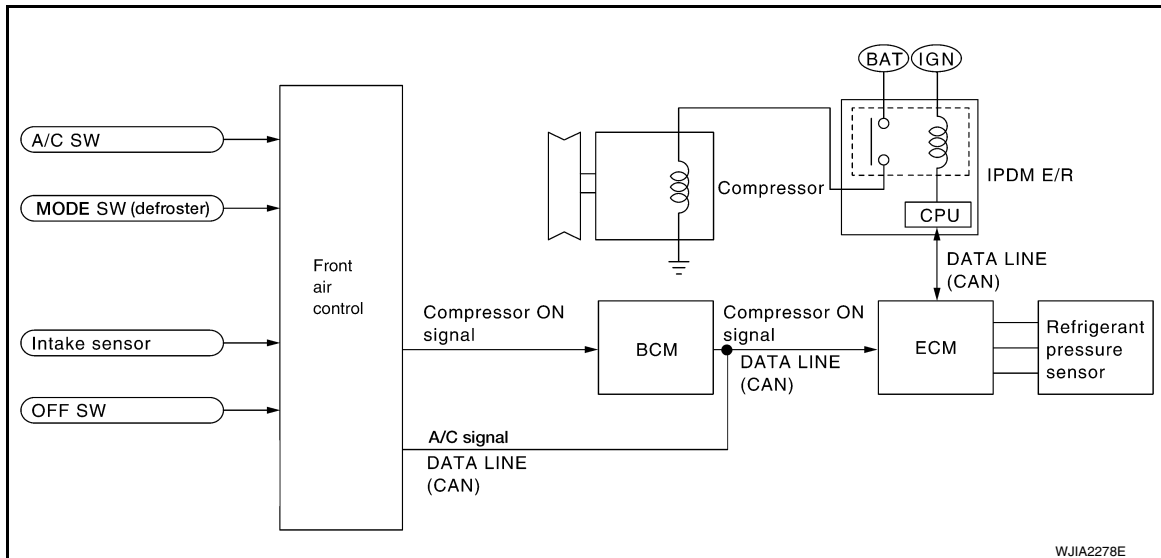 BAT
IGN
A/C SW
MODE SW (defroster)
Compressor
IPDM E/R
CPU
Front
air
control
DATA LINE
(CAN)
Compressor ON
signal
BCM
Compressor ON
signal
DATA LINE
(CAN)
ECM
Refrigerant
pressure
sensor
Intake sensor
OFF SW
A/C signal
DATA LINE
(CAN)
WJIA2278E